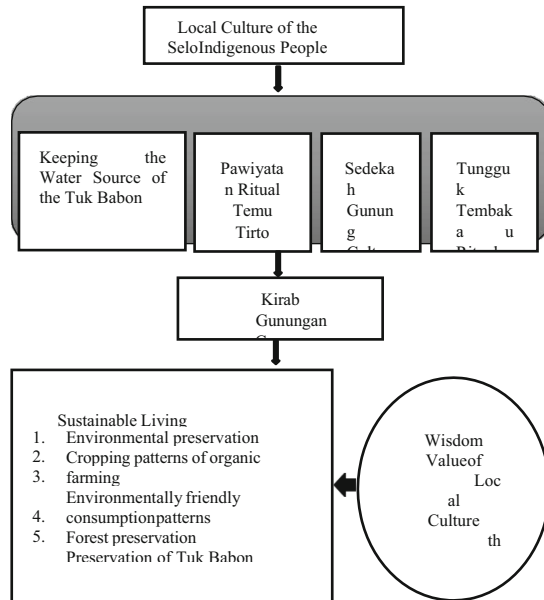 Local Culture of the
SeloIndigenous People
Keeping the
Water Source of
the Tuk Babon
Pawiyata
n Ritual
Temu
Tirto
Sedeka
h
Gunun
g
Tungguk
k
Tembak
a u
Kirab
Gunungan
Sustainable Living
1. Environmental preservation
2. Cropping patterns of organic
3. farming
Environmentally friendly
4. consumptionpatterns
5. Forest preservation
Preservation of Tuk Babon
Wisdom
Valueof
Loc
al
Culture
th